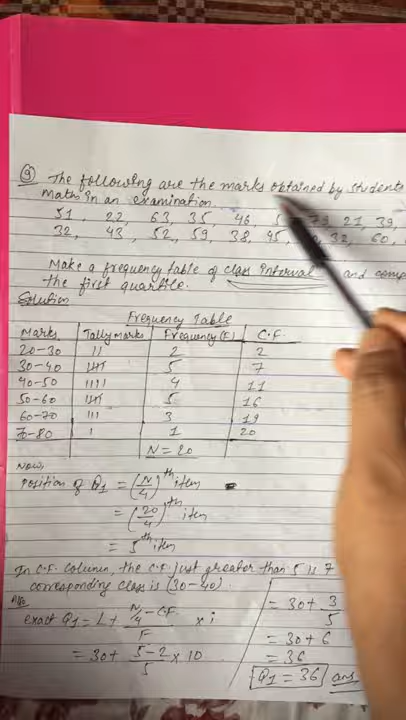 ⑨ The following are the marks obtained by students
Maths in an examination.
51, 22, 63, 35, 46, 79, 21, 39,
32, 43, 52, 59, 38, 45, 32, 60,
Make a frequency table of class interval and
the first quartile.
Solution
Frequency Table
Marks Tally marks Frequency (F) C.F
20-30 || 2 2
30-40 𝍸 5 7
40-50 |||| 4 11
50-60 𝍸 5 16
60-70 ||| 3 19
70-80 | 1 20
N = 20
Now,
Position of Q1 = (N/4)th item
= (20/4)th item
= 5th item
In C.F. column, the C.F just greater than 5 is 7
corresponding class is (30-40).
exact Q1 = L + (N/4 - C.F.)/F × i
= 30 + (5-2)/5 × 10
= 30 + 3/5
= 30 + 6
= 36
Q1 = 36 ans